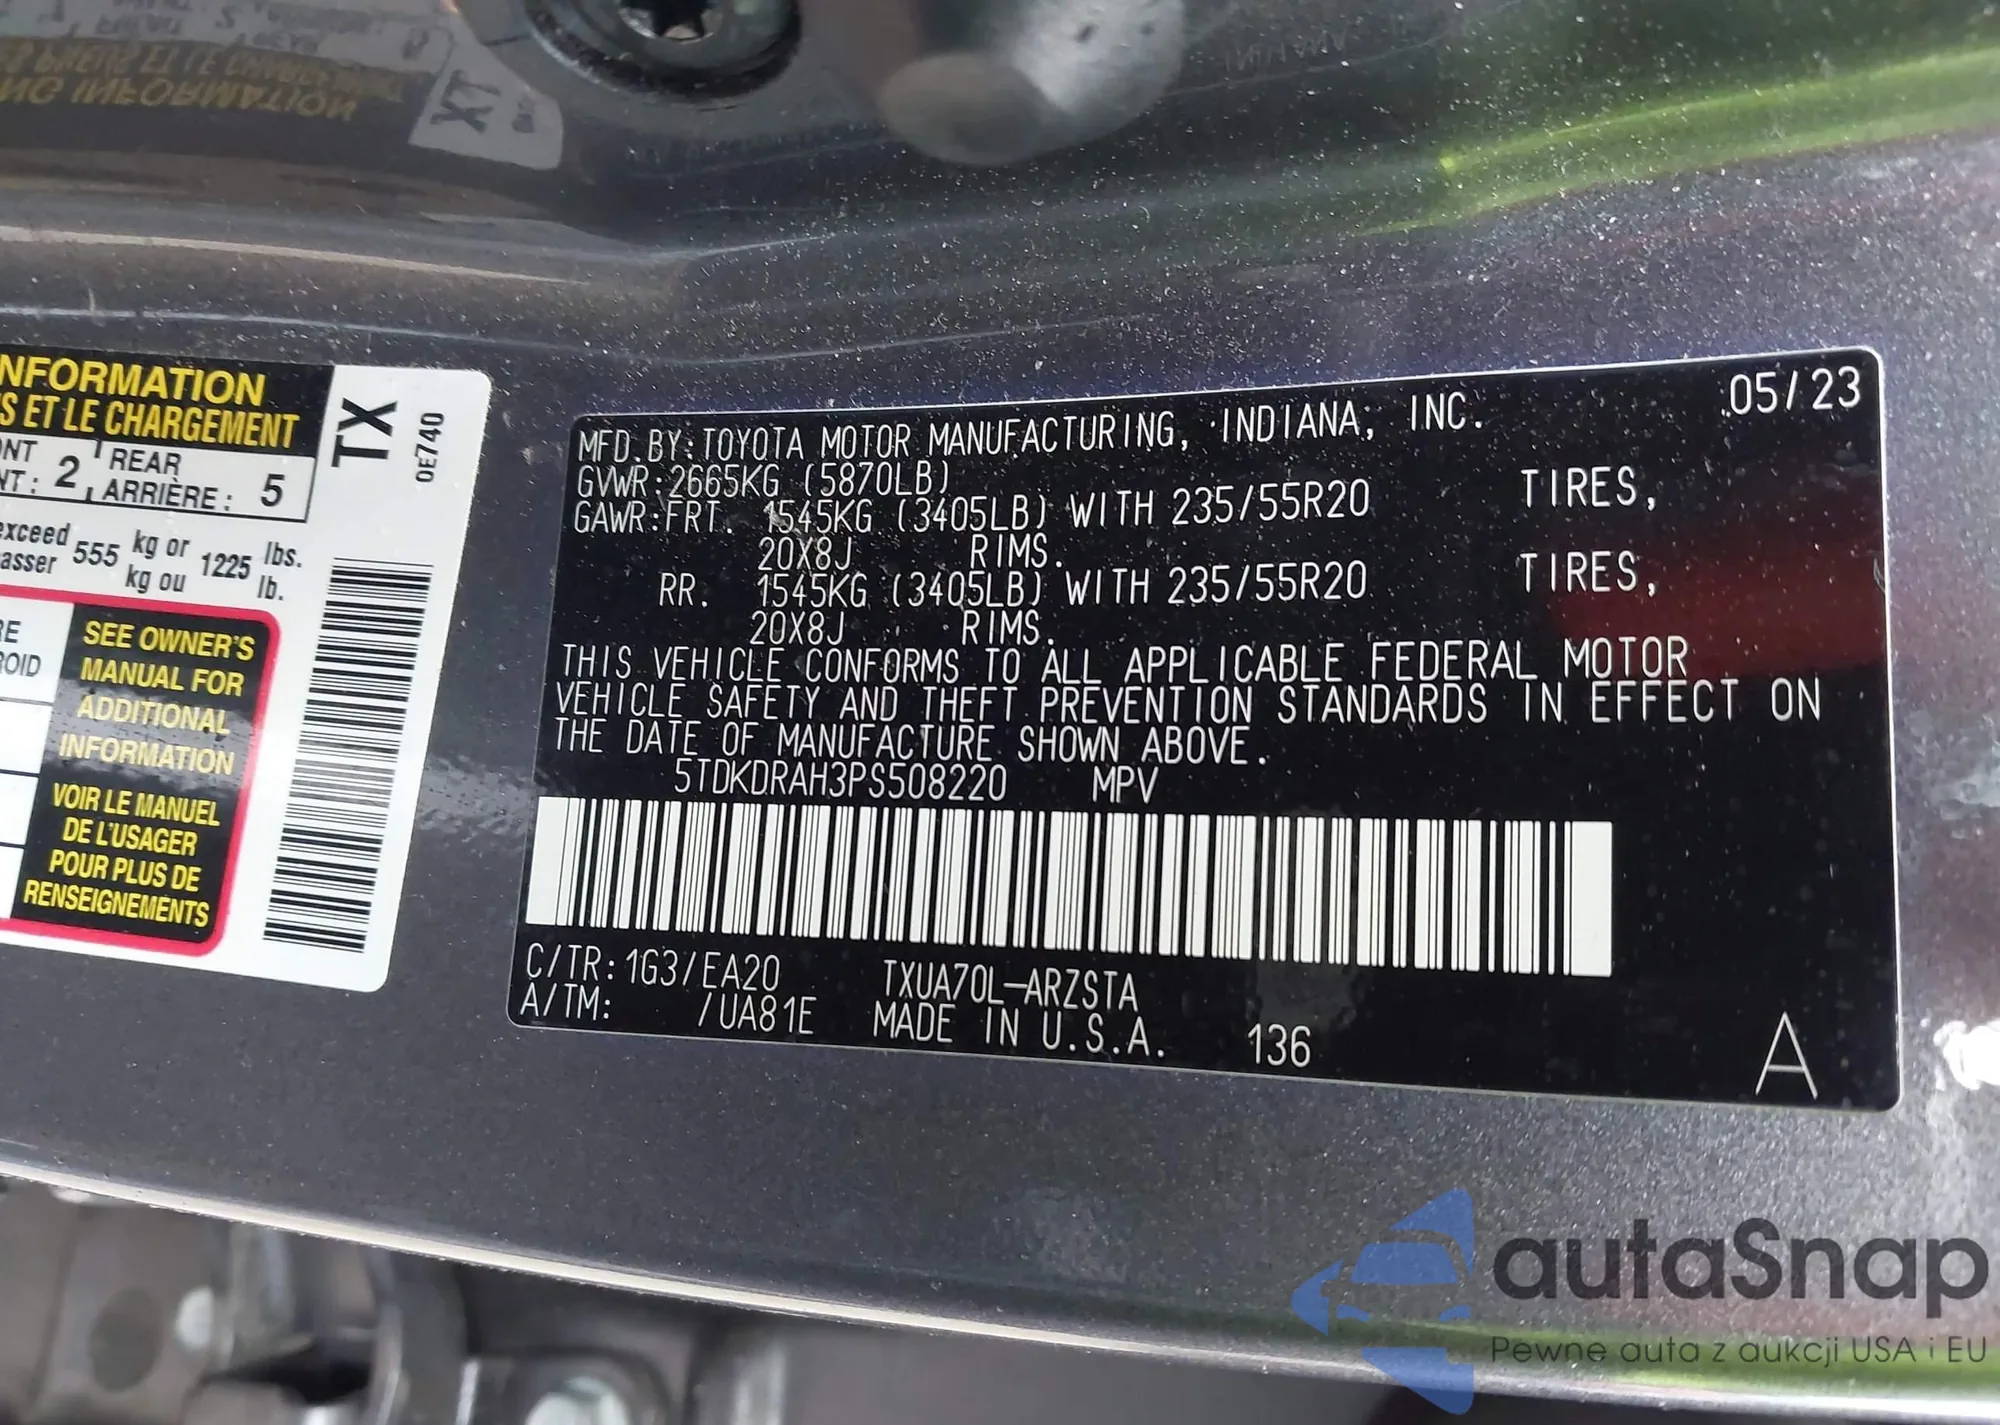 NFORMATION
S ET LE CHARGEMENT
NT : 2
REAR
ARRIÈRE : 5
TX
0E740
exceed
asser 555 kg or
kg ou 1225 lbs.
lb.
RE
ROID
SEE OWNER'S
MANUAL FOR
ADDITIONAL
INFORMATION
VOIR LE MANUEL
DE L'USAGER
POUR PLUS DE
RENSEIGNEMENTS
05/23
MFD.BY:TOYOTA MOTOR MANUFACTURING, INDIANA, INC.
GVWR:2665KG (5870LB)
GAWR:FRT. 1545KG (3405LB) WITH 235/55R20 TIRES,
20X8J RIMS.
RR. 1545KG (3405LB) WITH 235/55R20 TIRES,
20X8J RIMS.
THIS VEHICLE CONFORMS TO ALL APPLICABLE FEDERAL MOTOR
VEHICLE SAFETY AND THEFT PREVENTION STANDARDS IN EFFECT ON
THE DATE OF MANUFACTURE SHOWN ABOVE.
5TDKDRAH3PS508220 MPV
C/TR:1G3/EA20 TXUA70L-ARZSTA
A/TM: /UA81E MADE IN U.S.A. 136
A
autaSnap
Pewne auta z aukcji USA i EU